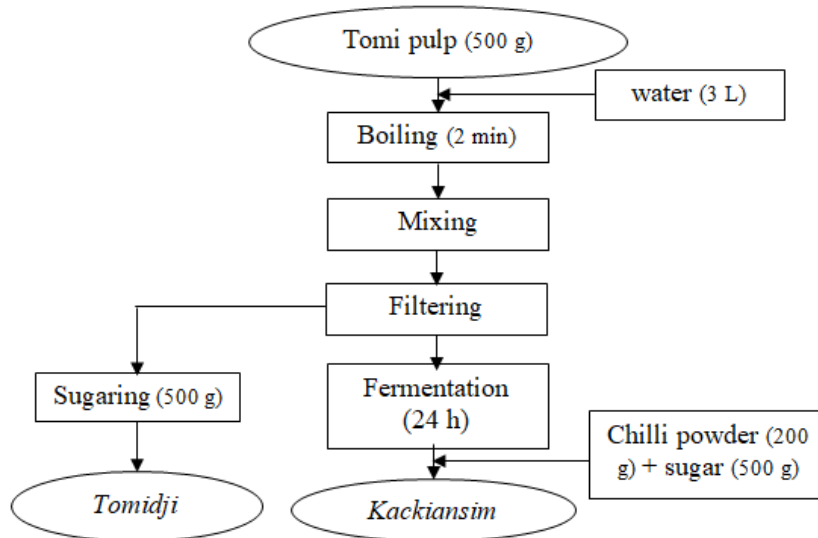 Tomi pulp (500 g)
water (3 L)
Boiling (2 min)
Mixing
Filtering
Sugaring (500 g)
Fermentation
(24 h)
Chilli powder (200
g) + sugar (500 g)
Tomidji
Kackiansim